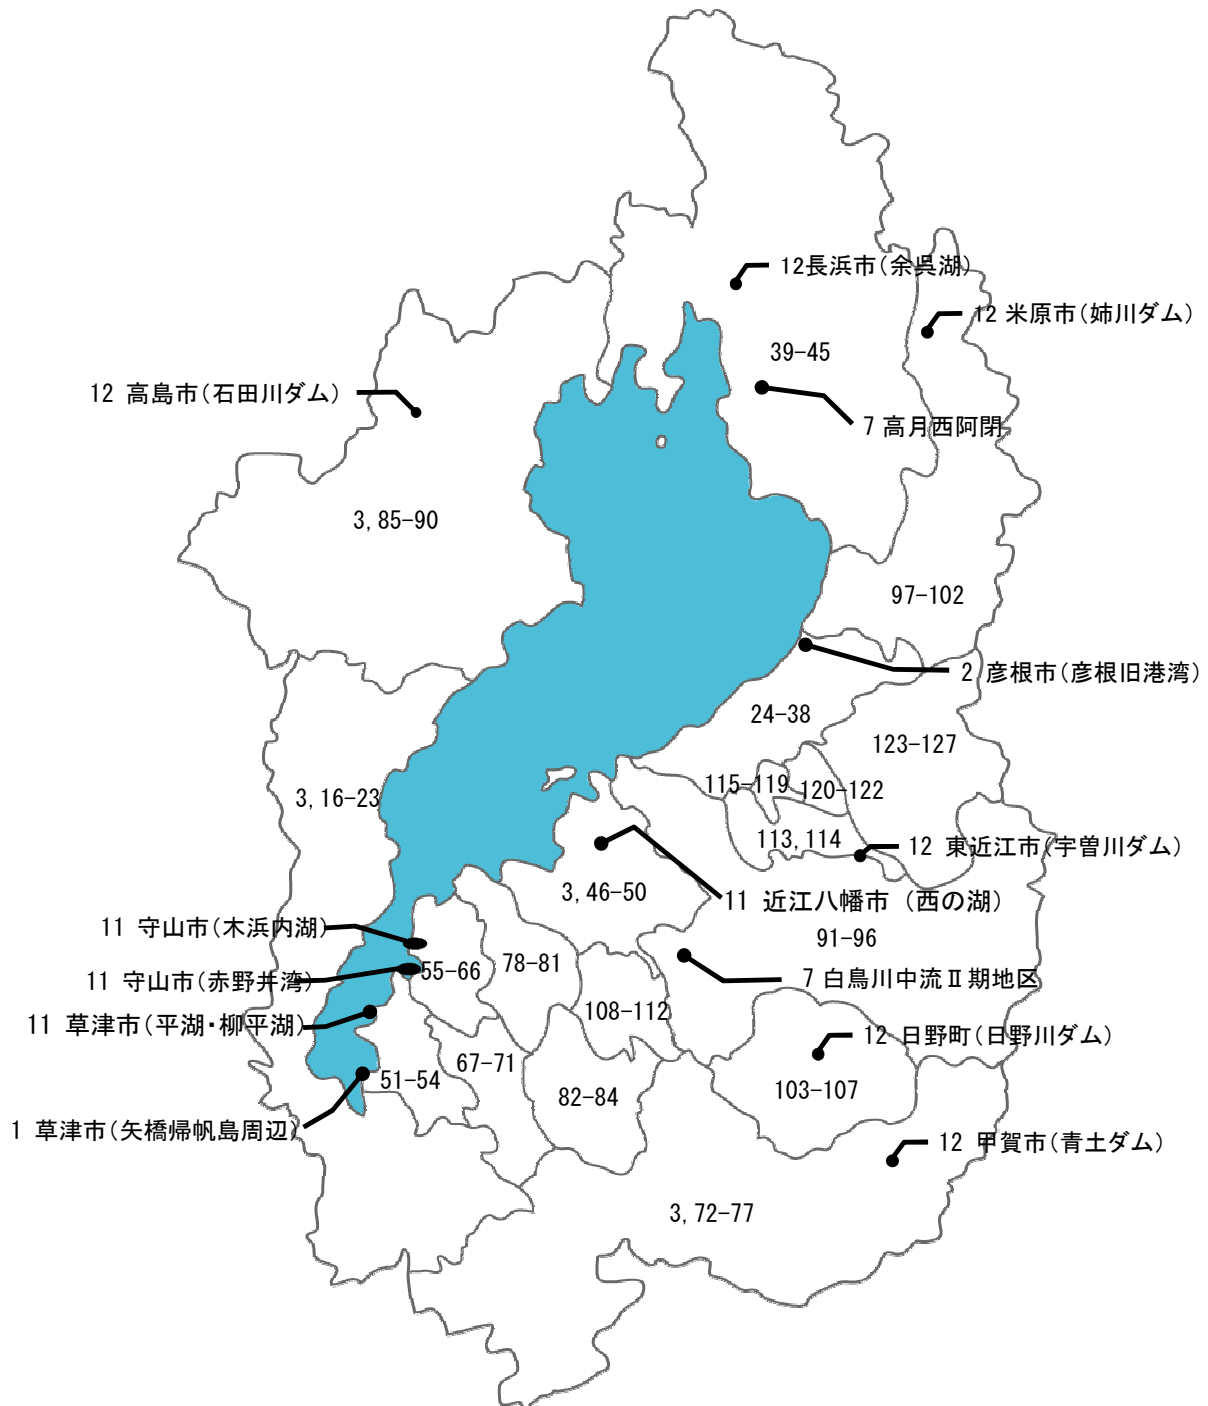 12長浜市(余呉湖)
12 米原市(姉川ダム)
39-45
12 高島市(石田川ダム)
7 高月西阿閉
3, 85-90
97-102
2 彦根市(彦根旧港湾)
24-38
123-127
115-119
120-122
3, 16-23
113, 114
12 東近江市(宇曽川ダム)
3, 46-50
11 近江八幡市 (西の湖)
11 守山市(木浜内湖)
91-96
78-81
55-66
11 守山市(赤野井湾)
7 白鳥川中流Ⅱ期地区
108-112
11 草津市(平湖・柳平湖)
12 日野町(日野川ダム)
67-71
51-54
103-107
82-84
1 草津市(矢橋帰帆島周辺)
12 甲賀市(青土ダム)
3, 72-77